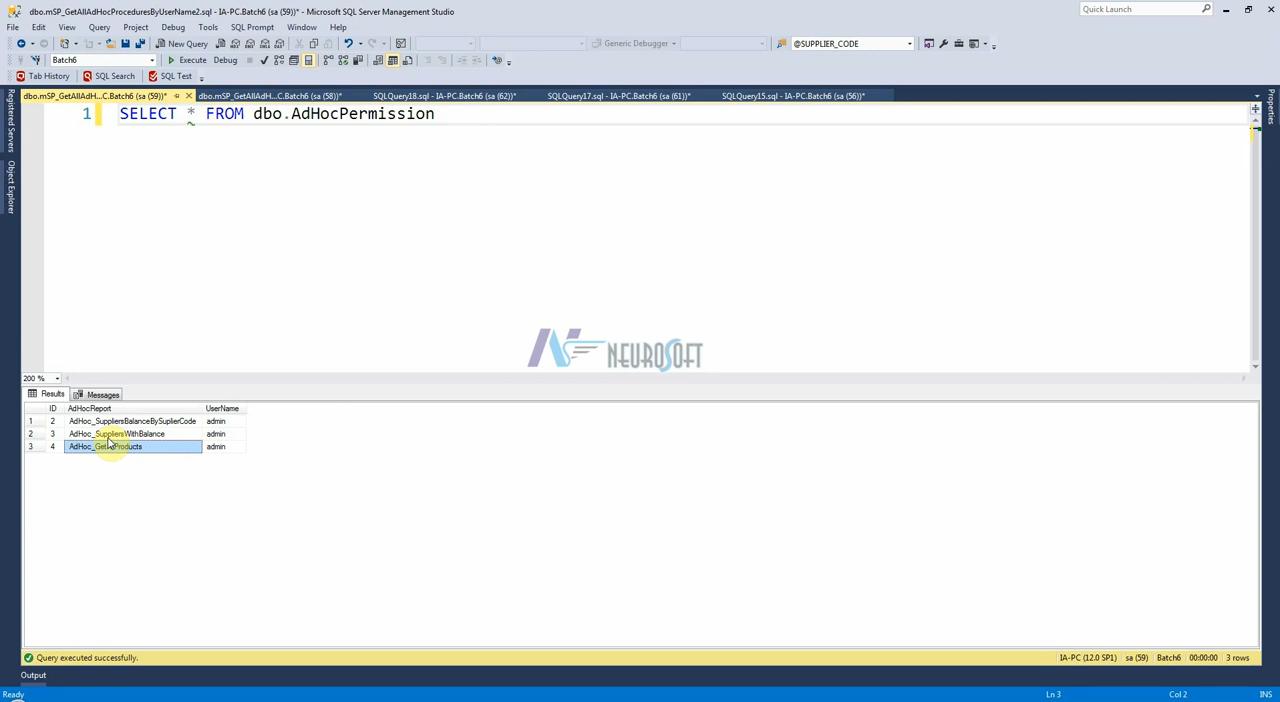 dbo.mSP_GetAllAdHocProceduresByUserName2.sql - IA-PC.Batch6 (sa (59))* - Microsoft SQL Server Management Studio
Quick Launch
File Edit View Query Project Debug Tools SQL Prompt Window Help
New Query Generic Debugger @SUPPLIER_CODE
Batch6 Execute Debug
Tab History SQL Search SQL Test
dbo.mSP_GetAllAdH...C.Batch6 (sa (59))* dbo.mSP_GetAllAdH...C.Batch6 (sa (58))* SQLQuery18.sql - IA-PC.Batch6 (sa (62))* SQLQuery17.sql - IA-PC.Batch6 (sa (61))* SQLQuery15.sql - IA-PC.Batch6 (sa (56))*
Registered Servers
Object Explorer
Properties
1 SELECT * FROM dbo.AdHocPermission
NEUROSOFT
200 %
Results Messages
ID AdHocReport UserName
1 2 AdHoc_SuppliersBalanceBySuplierCode admin
2 3 AdHoc_SuppliersWithBalance admin
3 4 admin
Query executed successfully. IA-PC (12.0 SP1) sa (59) Batch6 00:00:00 3 rows
Output
Ready Ln 3 Col 2 INS